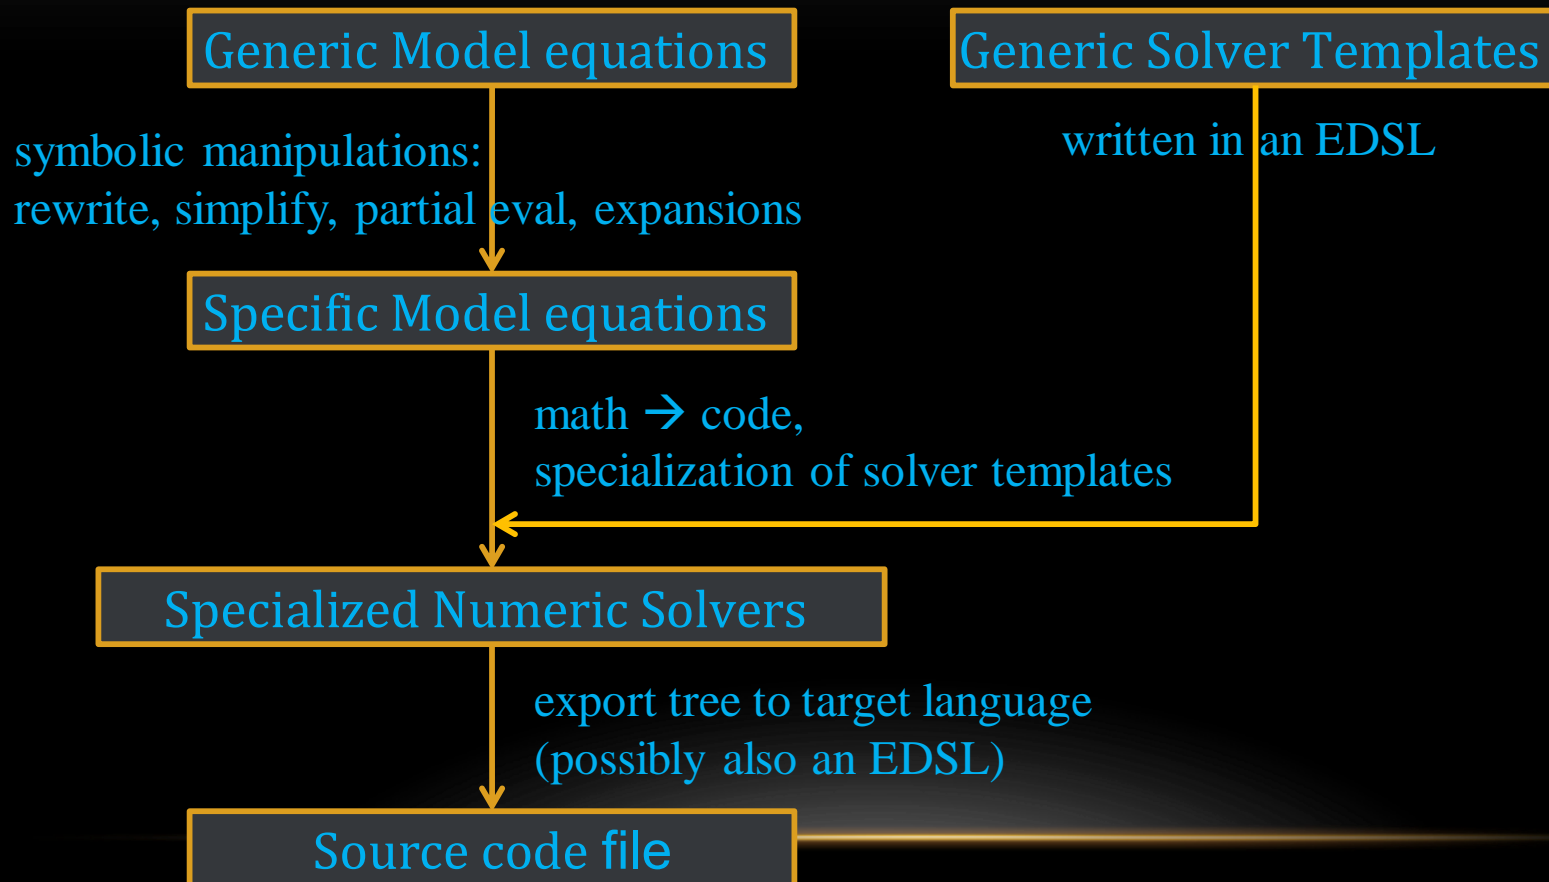 Generic Model equations
Generic Solver Templates
symbolic manipulations:
rewrite, simplify, partial eval, expansions
written in an EDSL
Specific Model equations
math → code,
specialization of solver templates
Specialized Numeric Solvers
export tree to target language
(possibly also an EDSL)
Source code file